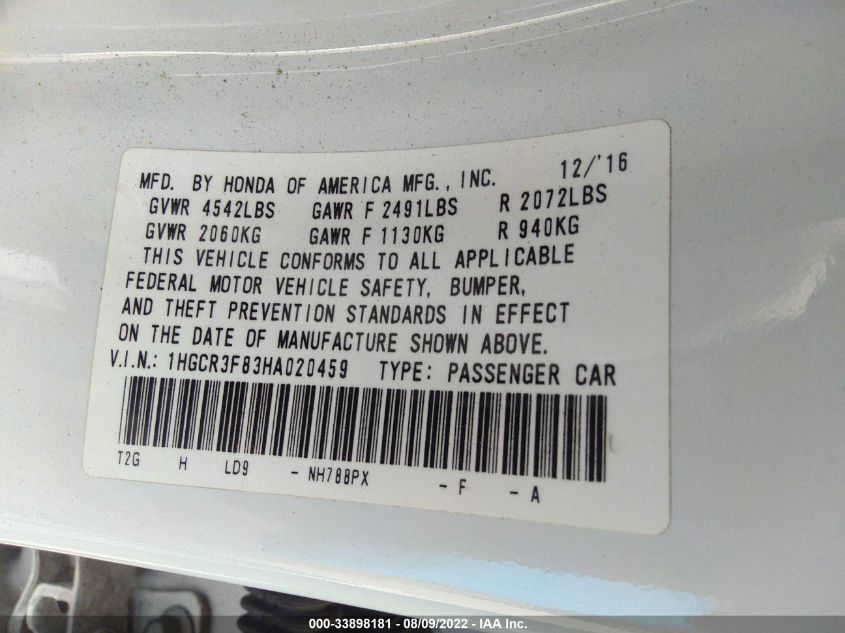 MFD. BY HONDA OF AMERICA MFG., INC. 12/'16
GVWR 4542LBS GAWR F 2491LBS R 2072LBS
GVWR 2060KG GAWR F 1130KG R 940KG
THIS VEHICLE CONFORMS TO ALL APPLICABLE
FEDERAL MOTOR VEHICLE SAFETY, BUMPER,
AND THEFT PREVENTION STANDARDS IN EFFECT
ON THE DATE OF MANUFACTURE SHOWN ABOVE.
V.I.N.: 1HGCR3F83HA020459 TYPE: PASSENGER CAR
T2G H LD9 - NH788PX - F - A
000-33898181 - 08/09/2022 - IAA Inc.